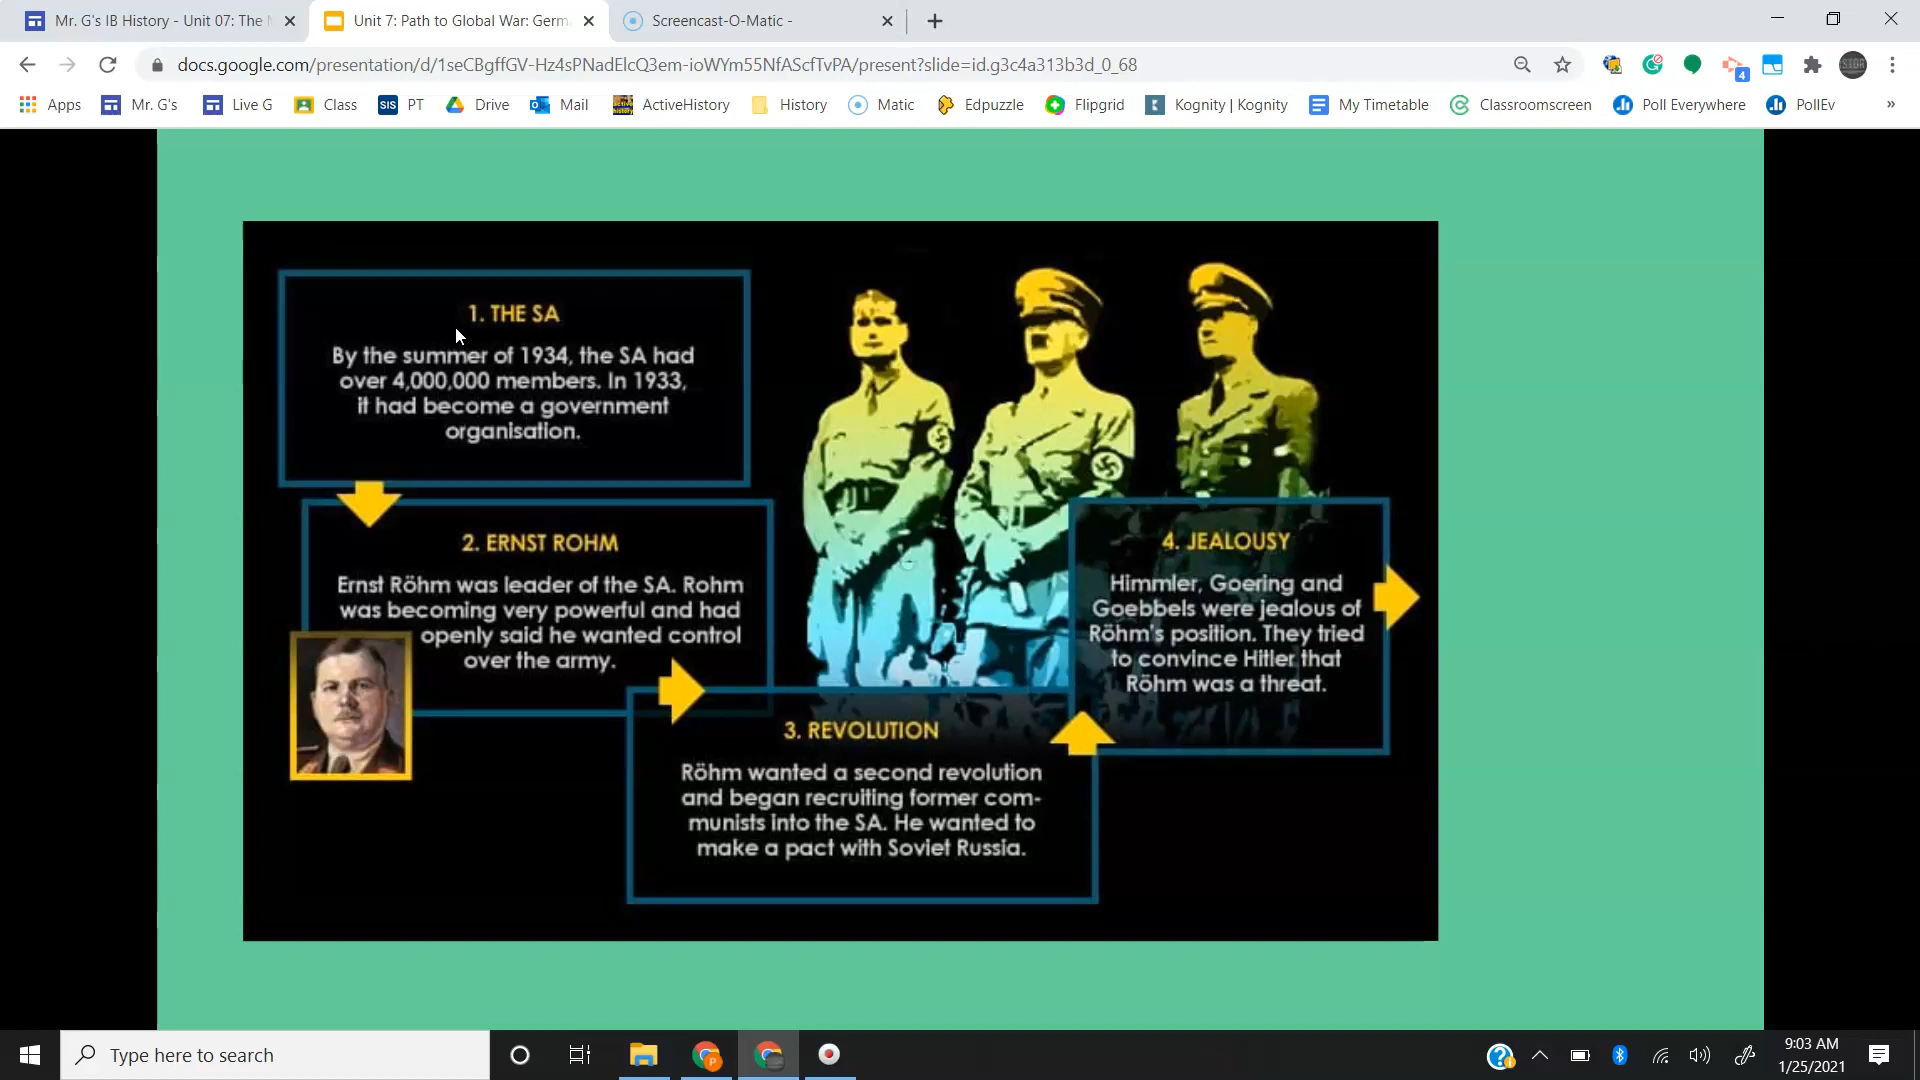 Mr. G's IB History - Unit 07: The
Unit 7: Path to Global War: Germ
Screencast-O-Matic -
docs.google.com/presentation/d/1seCBgffGV-Hz4sPNadElcQ3em-ioWYm55NfAScfTvPA/present?slide=id.g3c4a313b3d_0_68
4
Apps Mr. G's Live G Class SIS PT Drive Mail ActiveHistory History Matic Edpuzzle Flipgrid Kognity | Kognity My Timetable Classroomscreen Poll Everywhere PollEv »
1. THE SA
By the summer of 1934, the SA had
over 4,000,000 members. In 1933,
it had become a government
organisation.
2. ERNST ROHM
Ernst Röhm was leader of the SA. Rohm
was becoming very powerful and had
openly said he wanted control
over the army.
3. REVOLUTION
Röhm wanted a second revolution
and began recruiting former com-
munists into the SA. He wanted to
make a pact with Soviet Russia.
4. JEALOUSY
Himmler, Goering and
Goebbels were jealous of
Röhm's position. They tried
to convince Hitler that
Röhm was a threat.
Type here to search
9:03 AM
1/25/2021